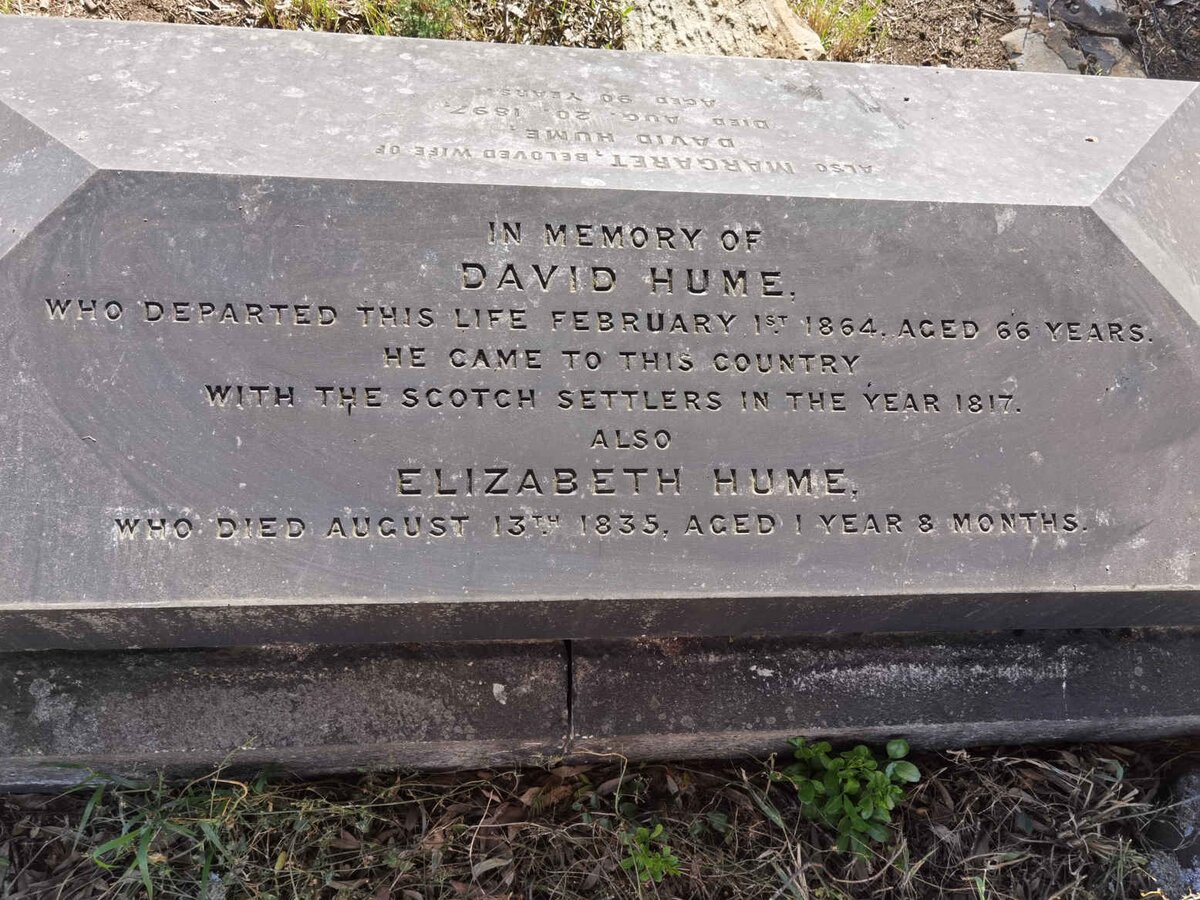 IN MEMORY OF
DAVID HUME,
WHO DEPARTED THIS LIFE FEBRUARY 1ST 1864, AGED 66 YEARS.
HE CAME TO THIS COUNTRY
WITH THE SCOTCH SETTLERS IN THE YEAR 1817.
ALSO
ELIZABETH HUME,
WHO DIED AUGUST 13TH 1835, AGED 1 YEAR 8 MONTHS.
ALSO MARGARET, BELOVED WIFE OF
DAVID HUME,
DIED AUG. 20, 1897,
AGED 90 YEARS.